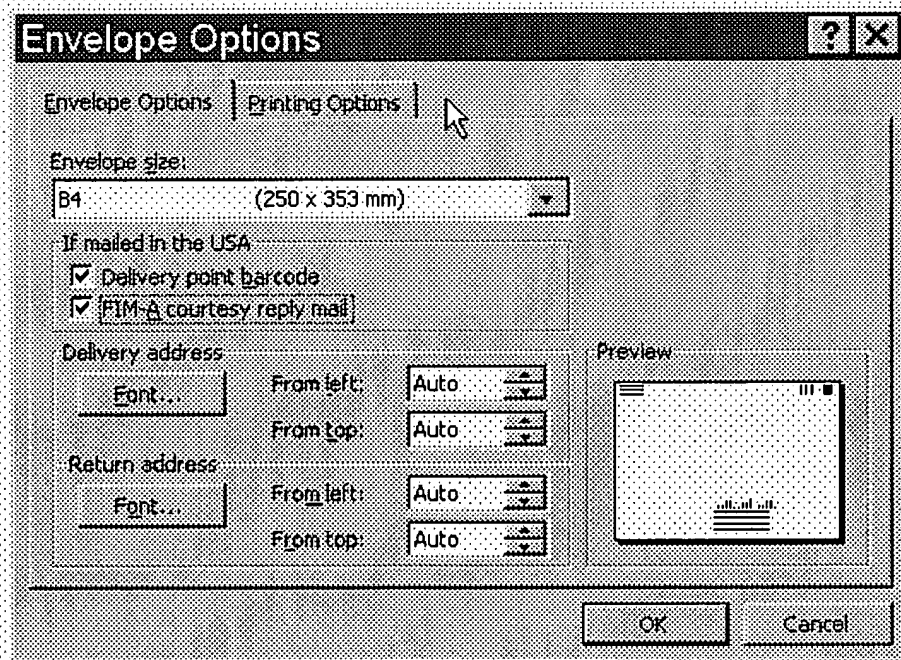 Envelope Options
Envelope Options Printing Options
Envelope size:
B4 (250 x 353 mm)
If mailed in the USA
Delivery point barcode
FIM-A courtesy reply mail
Delivery address
Font...
From left: Auto
From top: Auto
Return address
Font...
From left: Auto
From top: Auto
Preview
OK Cancel